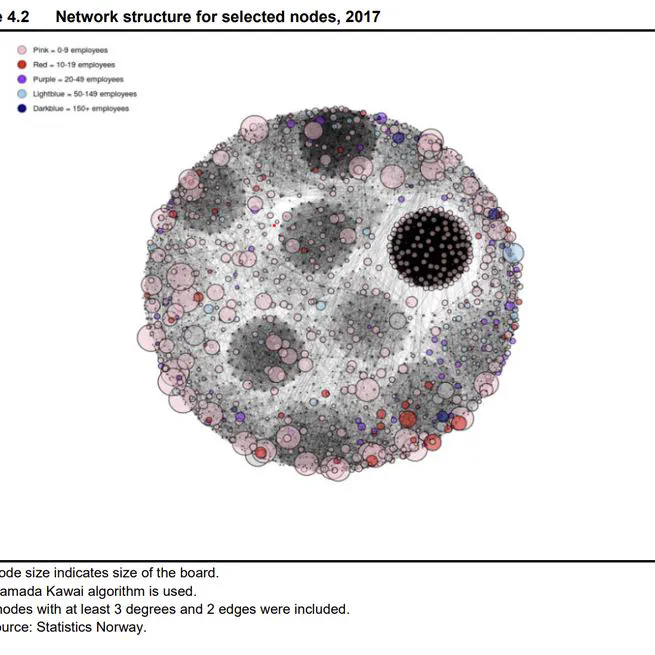 e 4.2 Network structure for selected nodes, 2017
Pink = 0-9 employees
Red = 10-19 employees
Purple = 20-49 employees
Lightblue = 50-149 employees
Darkblue = 150+ employees
ode size indicates size of the board.
amada Kawai algorithm is used.
nodes with at least 3 degrees and 2 edges were included.
ource: Statistics Norway.